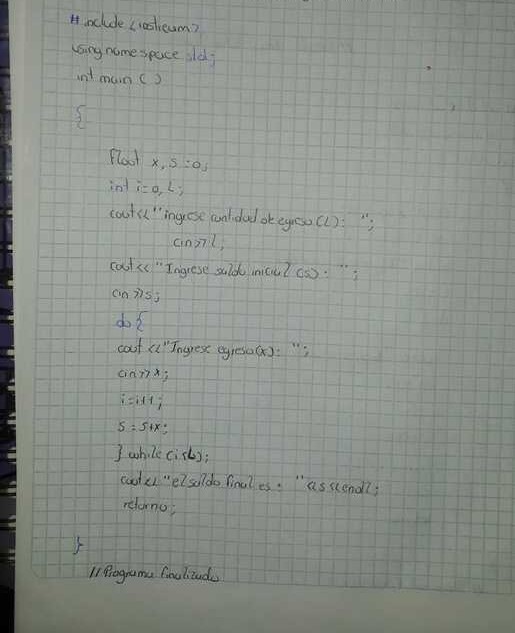 # include <iostream>
using namespace std;
int main ( )
{
float x, s=0;
int i=0, L;
cout<<"ingrese cantidad de egreso (L): ";
cin>>l;
cout<< "Ingrese saldo inicial (s): ";
cin>>s;
do {
cout <<"Ingrese egreso(x): ";
cin>>x;
i=i+1;
s=s+x;
} while (i≤L);
cout<< "el saldo final es: "<<s<<endl;
return 0;
}
//Programa finalizado